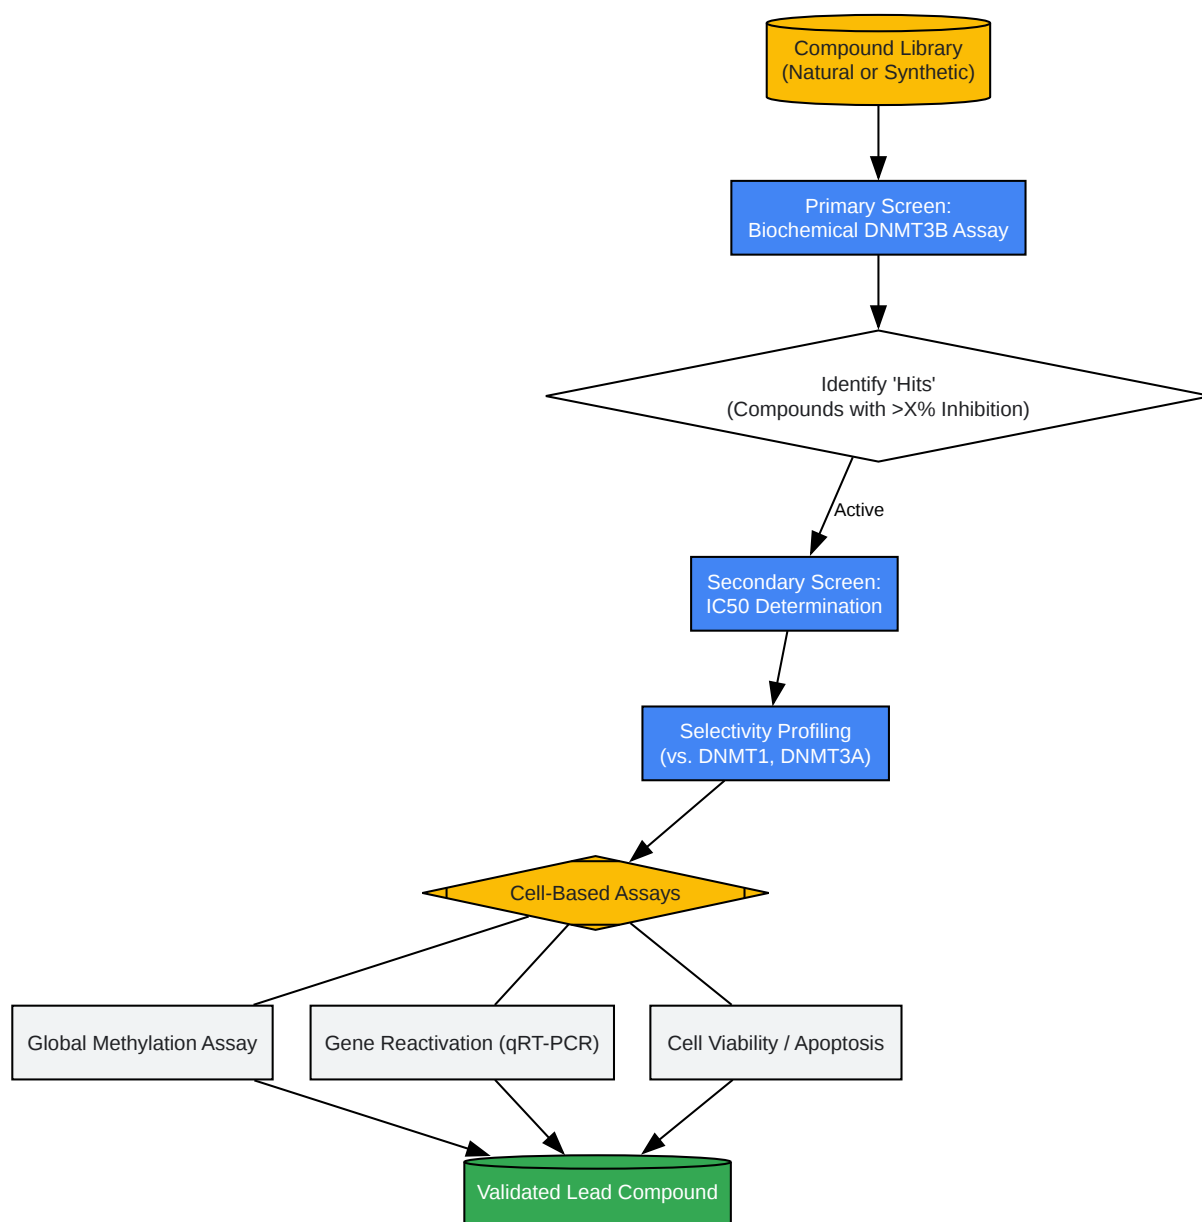 Compound Library
(Natural or Synthetic)
Primary Screen:
Biochemical DNMT3B Assay
Identify 'Hits'
(Compounds with >X% Inhibition)
Active
Secondary Screen:
IC50 Determination
Selectivity Profiling
(vs. DNMT1, DNMT3A)
Cell-Based Assays
Global Methylation Assay
Gene Reactivation (qRT-PCR)
Cell Viability / Apoptosis
Validated Lead Compound